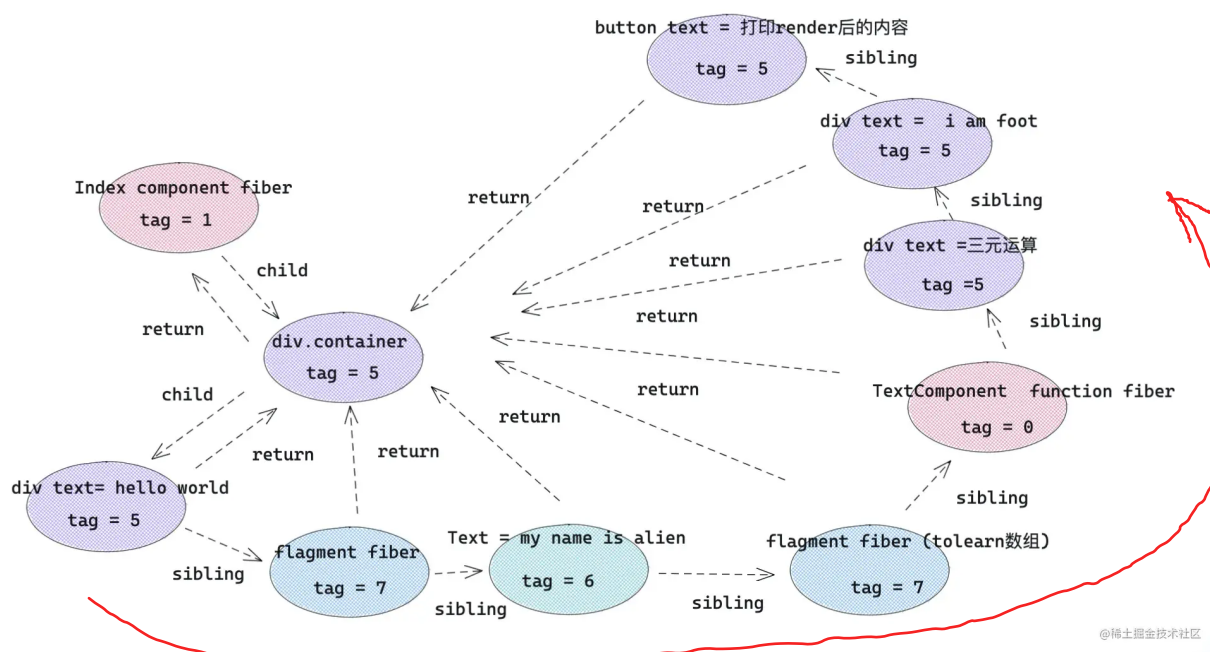 button text = 打印render后的内容
tag = 5
sibling
div text =  i am foot
tag = 5
sibling
Index component fiber
tag = 1
return
return
div text =三元运算
tag =5
return
child
return
sibling
return
div.container
tag = 5
TextComponent  function fiber
tag = 0
child
return
return
return
return
div text= hello world
tag = 5
sibling
flagment fiber
tag = 7
Text = my name is alien
tag = 6
flagment fiber (tolearn数组)
tag = 7
sibling
sibling
sibling
@稀土掘金技术社区